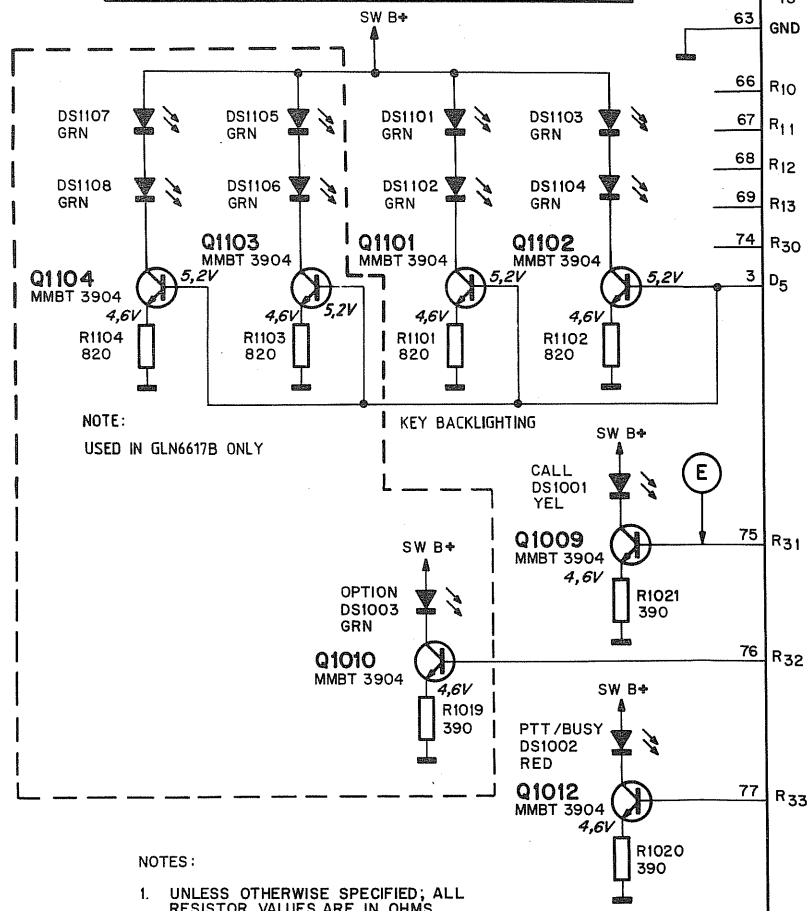 SW B+
63 GND
66 R10
67 R11
68 R12
69 R13
74 R30
3 D5
DS1107
GRN
DS1105
GRN
DS1101
GRN
DS1103
GRN
DS1108
GRN
DS1106
GRN
DS1102
GRN
DS1104
GRN
Q1104
MMBT 3904
5,2V
4,6V
R1104
820
Q1103
MMBT 3904
5,2V
4,6V
R1103
820
Q1101
MMBT 3904
5,2V
4,6V
R1101
820
Q1102
MMBT 3904
5,2V
4,6V
R1102
820
NOTE:
USED IN GLN6617B ONLY
KEY BACKLIGHTING
SW B+
CALL
DS1001
YEL
E
Q1009
MMBT 3904
4,6V
R1021
390
75 R31
SW B+
OPTION
DS1003
GRN
Q1010
MMBT 3904
4,6V
R1019
390
76 R32
SW B+
PTT/BUSY
DS1002
RED
Q1012
MMBT 3904
4,6V
R1020
390
77 R33
NOTES:
1. UNLESS OTHERWISE SPECIFIED; ALL
RESISTOR VALUES ARE IN OHMS